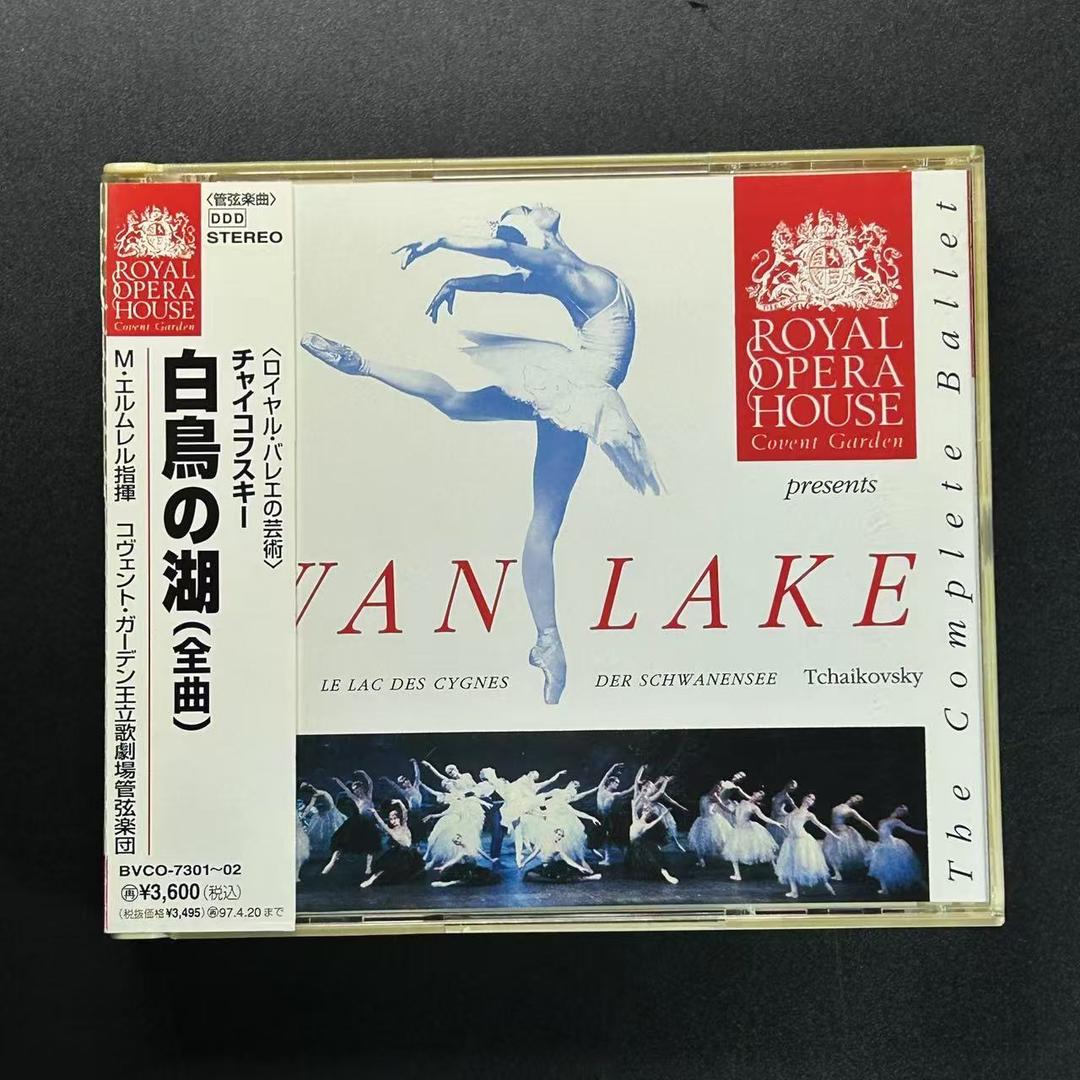 ROYAL
OPERA
HOUSE
Covent Garden
〈管弦楽曲〉
DDD
STEREO
〈ロイヤル・バレエの芸術〉
チャイコフスキー
白鳥の湖(全曲)
M・エルムレル指揮 コヴェント・ガーデン王立歌劇場管弦楽団
BVCO-7301〜02
再¥3,600(税込)
(税抜価格¥3,495)再97.4.20まで
ROYAL
OPERA
HOUSE
Covent Garden
presents
WAN LAKE
LE LAC DES CYGNES DER SCHWANENSEE Tchaikovsky
The Complete Ballet